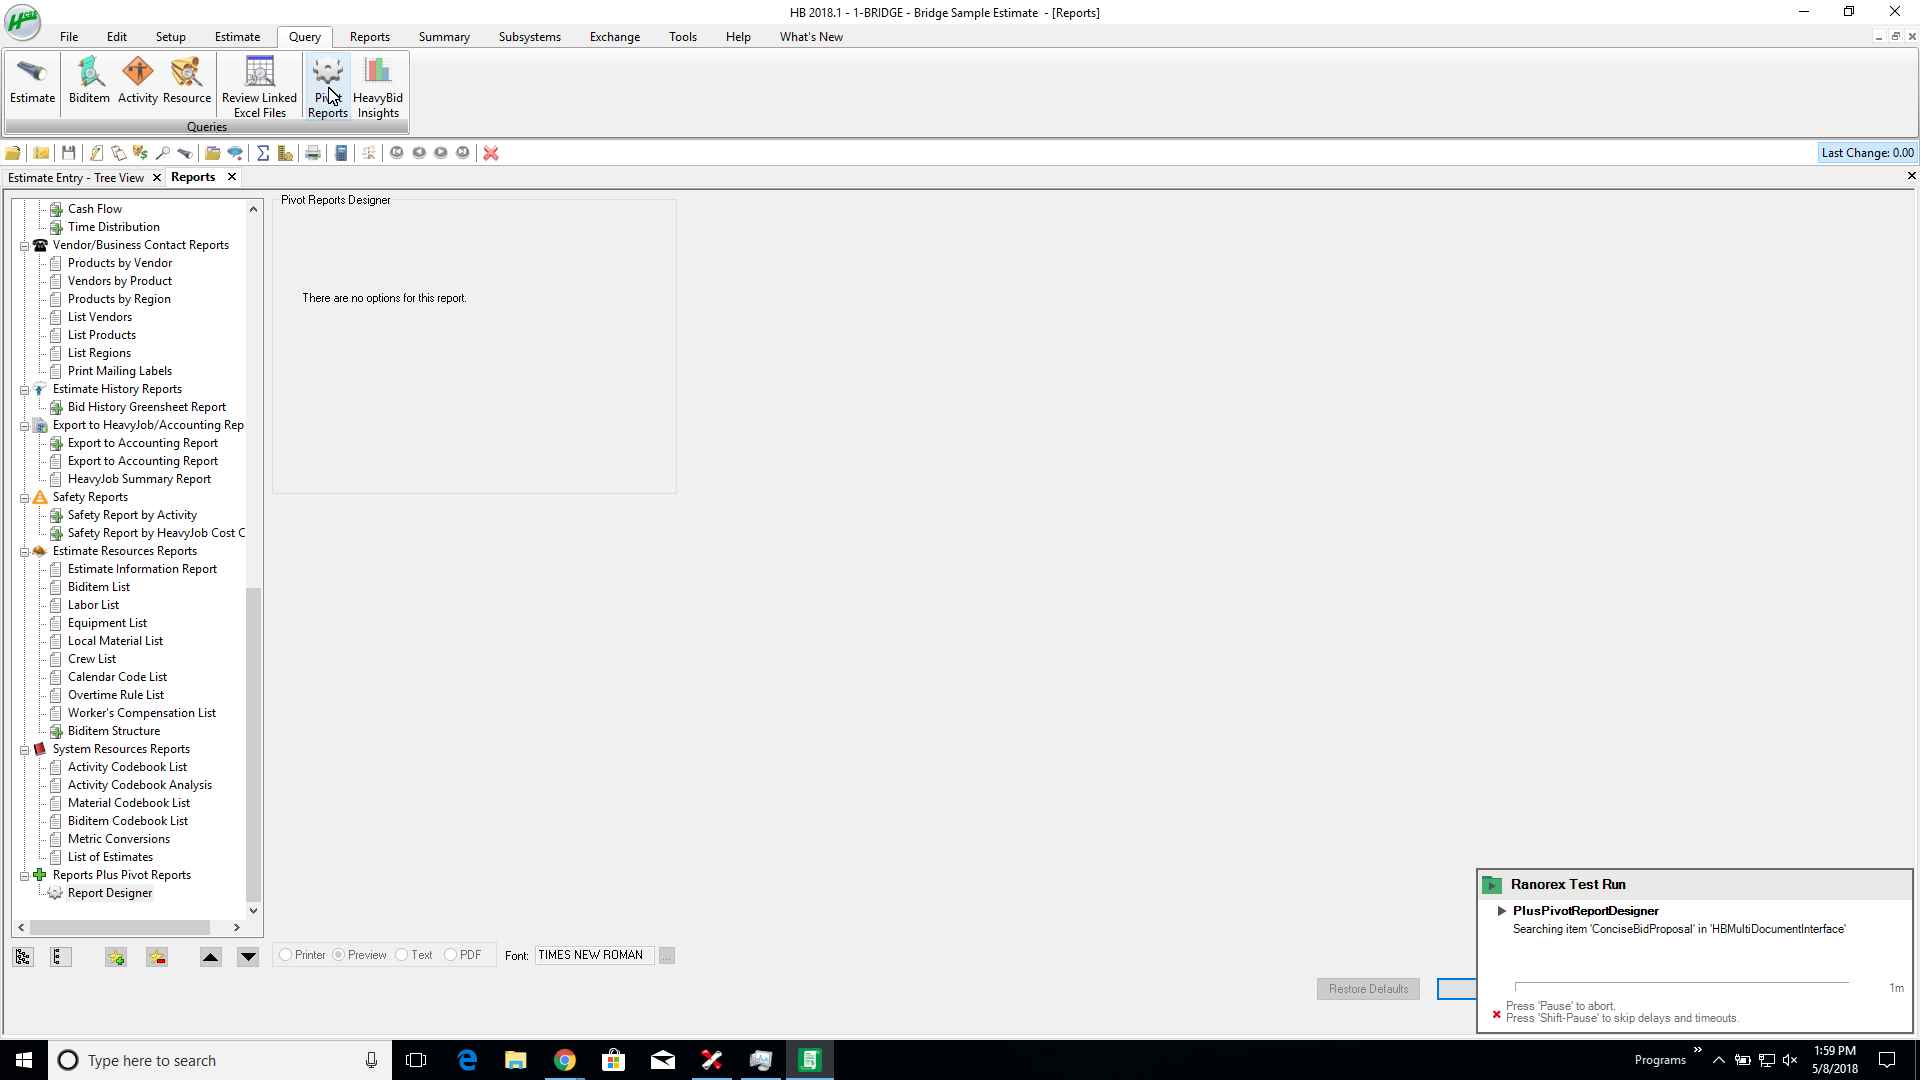 HB 2018.1 - 1-BRIDGE - Bridge Sample Estimate - [Reports]
File Edit Setup Estimate Query Reports Summary Subsystems Exchange Tools Help What's New
Estimate
Biditem
Activity
Resource
Review Linked
Excel Files
Reports
HeavyBid
Insights
Queries
Last Change: 0.00
Estimate Entry - Tree View
Reports
Cash Flow
Time Distribution
Vendor/Business Contact Reports
Products by Vendor
Vendors by Product
Products by Region
List Vendors
List Products
List Regions
Print Mailing Labels
Estimate History Reports
Bid History Greensheet Report
Export to HeavyJob/Accounting Rep
Export to Accounting Report
Export to Accounting Report
HeavyJob Summary Report
Safety Reports
Safety Report by Activity
Safety Report by HeavyJob Cost C
Estimate Resources Reports
Estimate Information Report
Biditem List
Labor List
Equipment List
Local Material List
Crew List
Calendar Code List
Overtime Rule List
Worker's Compensation List
Biditem Structure
System Resources Reports
Activity Codebook List
Activity Codebook Analysis
Material Codebook List
Biditem Codebook List
Metric Conversions
List of Estimates
Reports Plus Pivot Reports
Report Designer
Pivot Reports Designer
There are no options for this report.
Printer Preview Text PDF
Font: TIMES NEW ROMAN ...
Restore Defaults
Ranorex Test Run
PlusPivotReportDesigner
Searching item 'ConciseBidProposal' in 'HBMultiDocumentInterface'
1m
Press 'Pause' to abort.
Press 'Shift-Pause' to skip delays and timeouts.
Type here to search
Programs
1:59 PM
5/8/2018